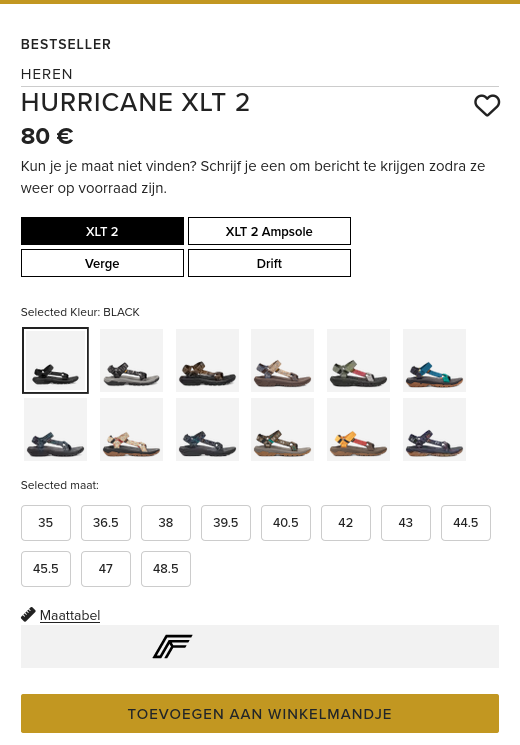 BESTSELLER
HEREN
HURRICANE XLT 2
80 €
Kun je je maat niet vinden? Schrijf je een om bericht te krijgen zodra ze
weer op voorraad zijn.
XLT 2
XLT 2 Ampsole
Verge
Drift
Selected Kleur: BLACK
Selected maat:
35 36.5 38 39.5 40.5 42 43 44.5
45.5 47 48.5
Maattabel
TOEVOEGEN AAN WINKELMANDJE